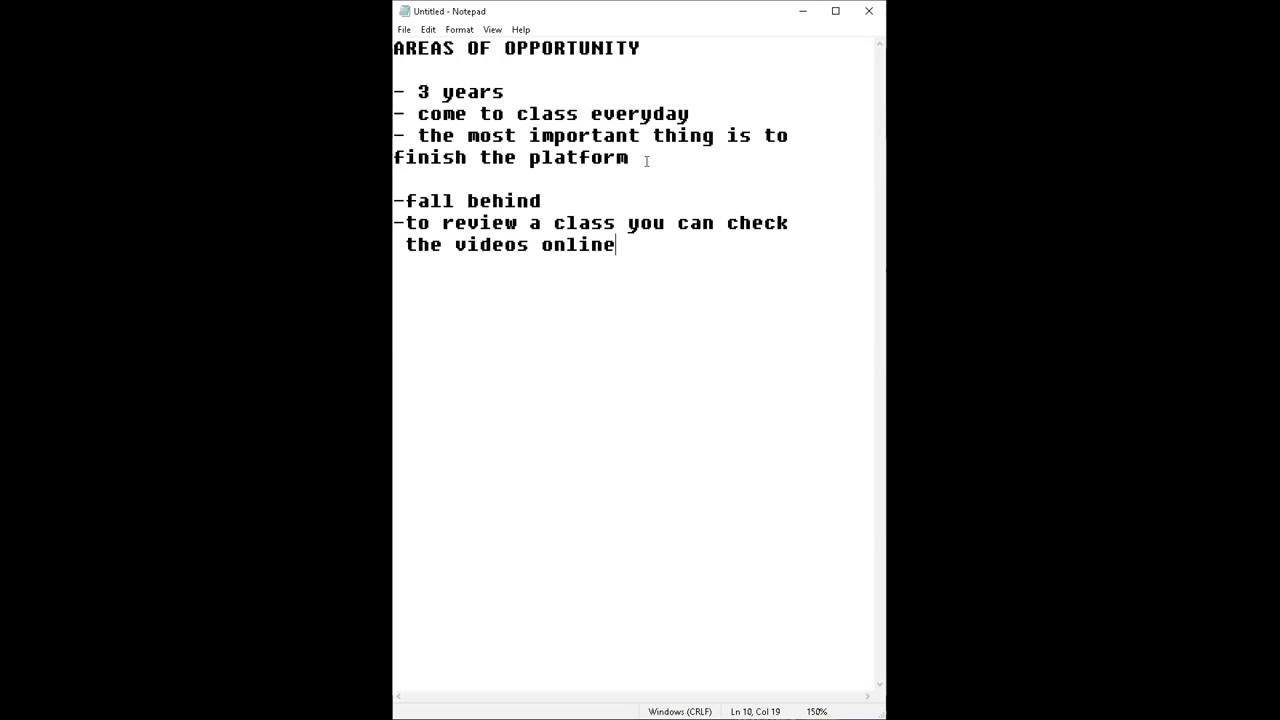 Untitled - Notepad
File Edit Format View Help
AREAS OF OPPORTUNITY
- 3 years
- come to class everyday
- the most important thing is to
finish the platform
-fall behind
-to review a class you can check
the videos online
Windows (CRLF) Ln 10, Col 19 150%